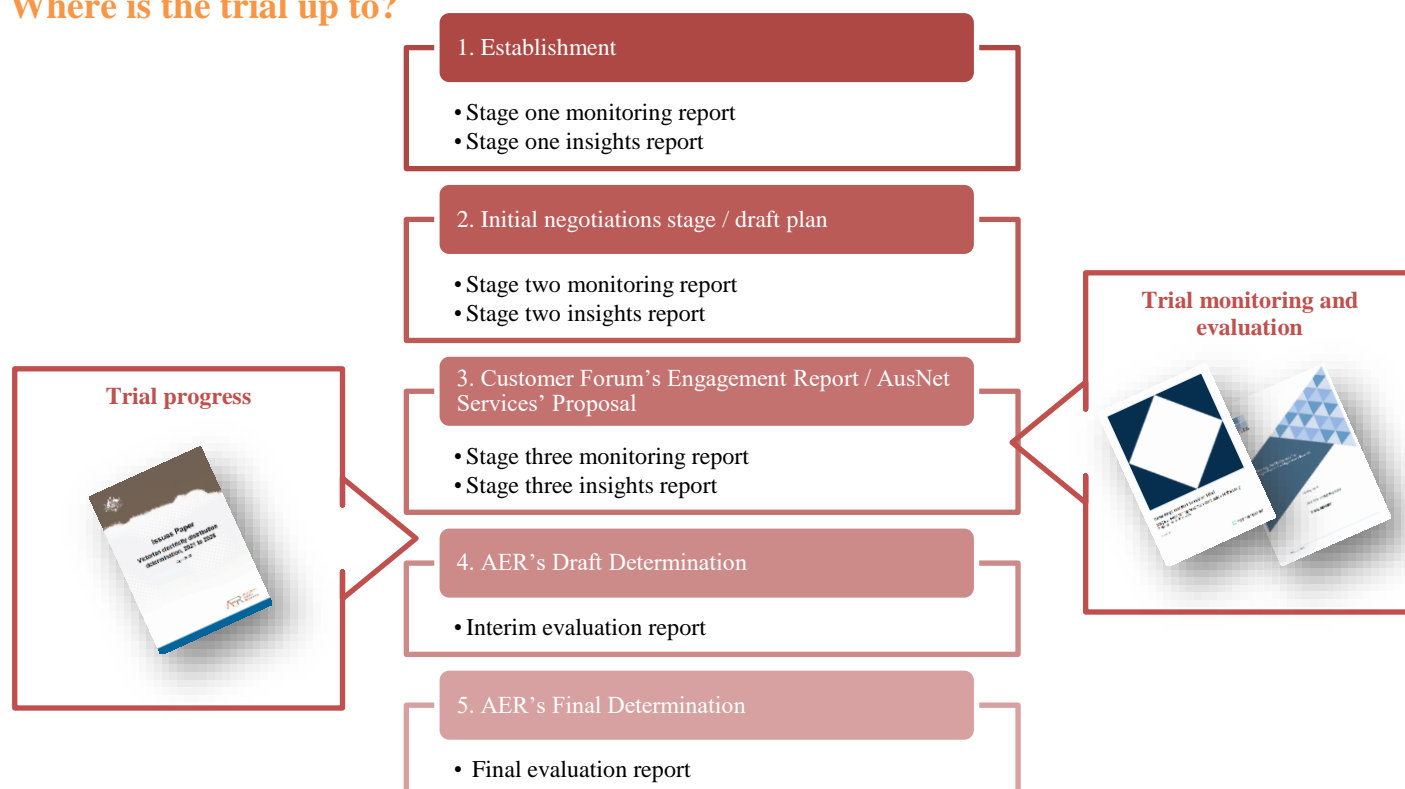 Where is the trial up to?
1. Establishment
• Stage one monitoring report
• Stage one insights report
2. Initial negotiations stage / draft plan
• Stage two monitoring report
• Stage two insights report
Trial monitoring and
evaluation
3. Customer Forum's Engagement Report / AusNet
Services' Proposal
• Stage three monitoring report
• Stage three insights report
Trial progress
Issues Paper
Victorian electricity distribution
determination, 2021 to 2026
AER
4. AER's Draft Determination
• Interim evaluation report
5. AER's Final Determination
• Final evaluation report